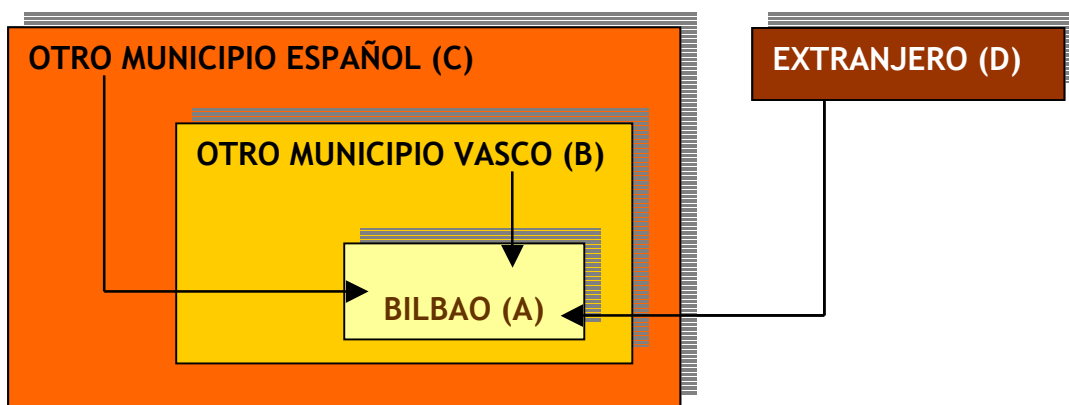 OTRO MUNICIPIO ESPAÑOL (C)
EXTRANJERO (D)
OTRO MUNICIPIO VASCO (B)
BILBAO (A)